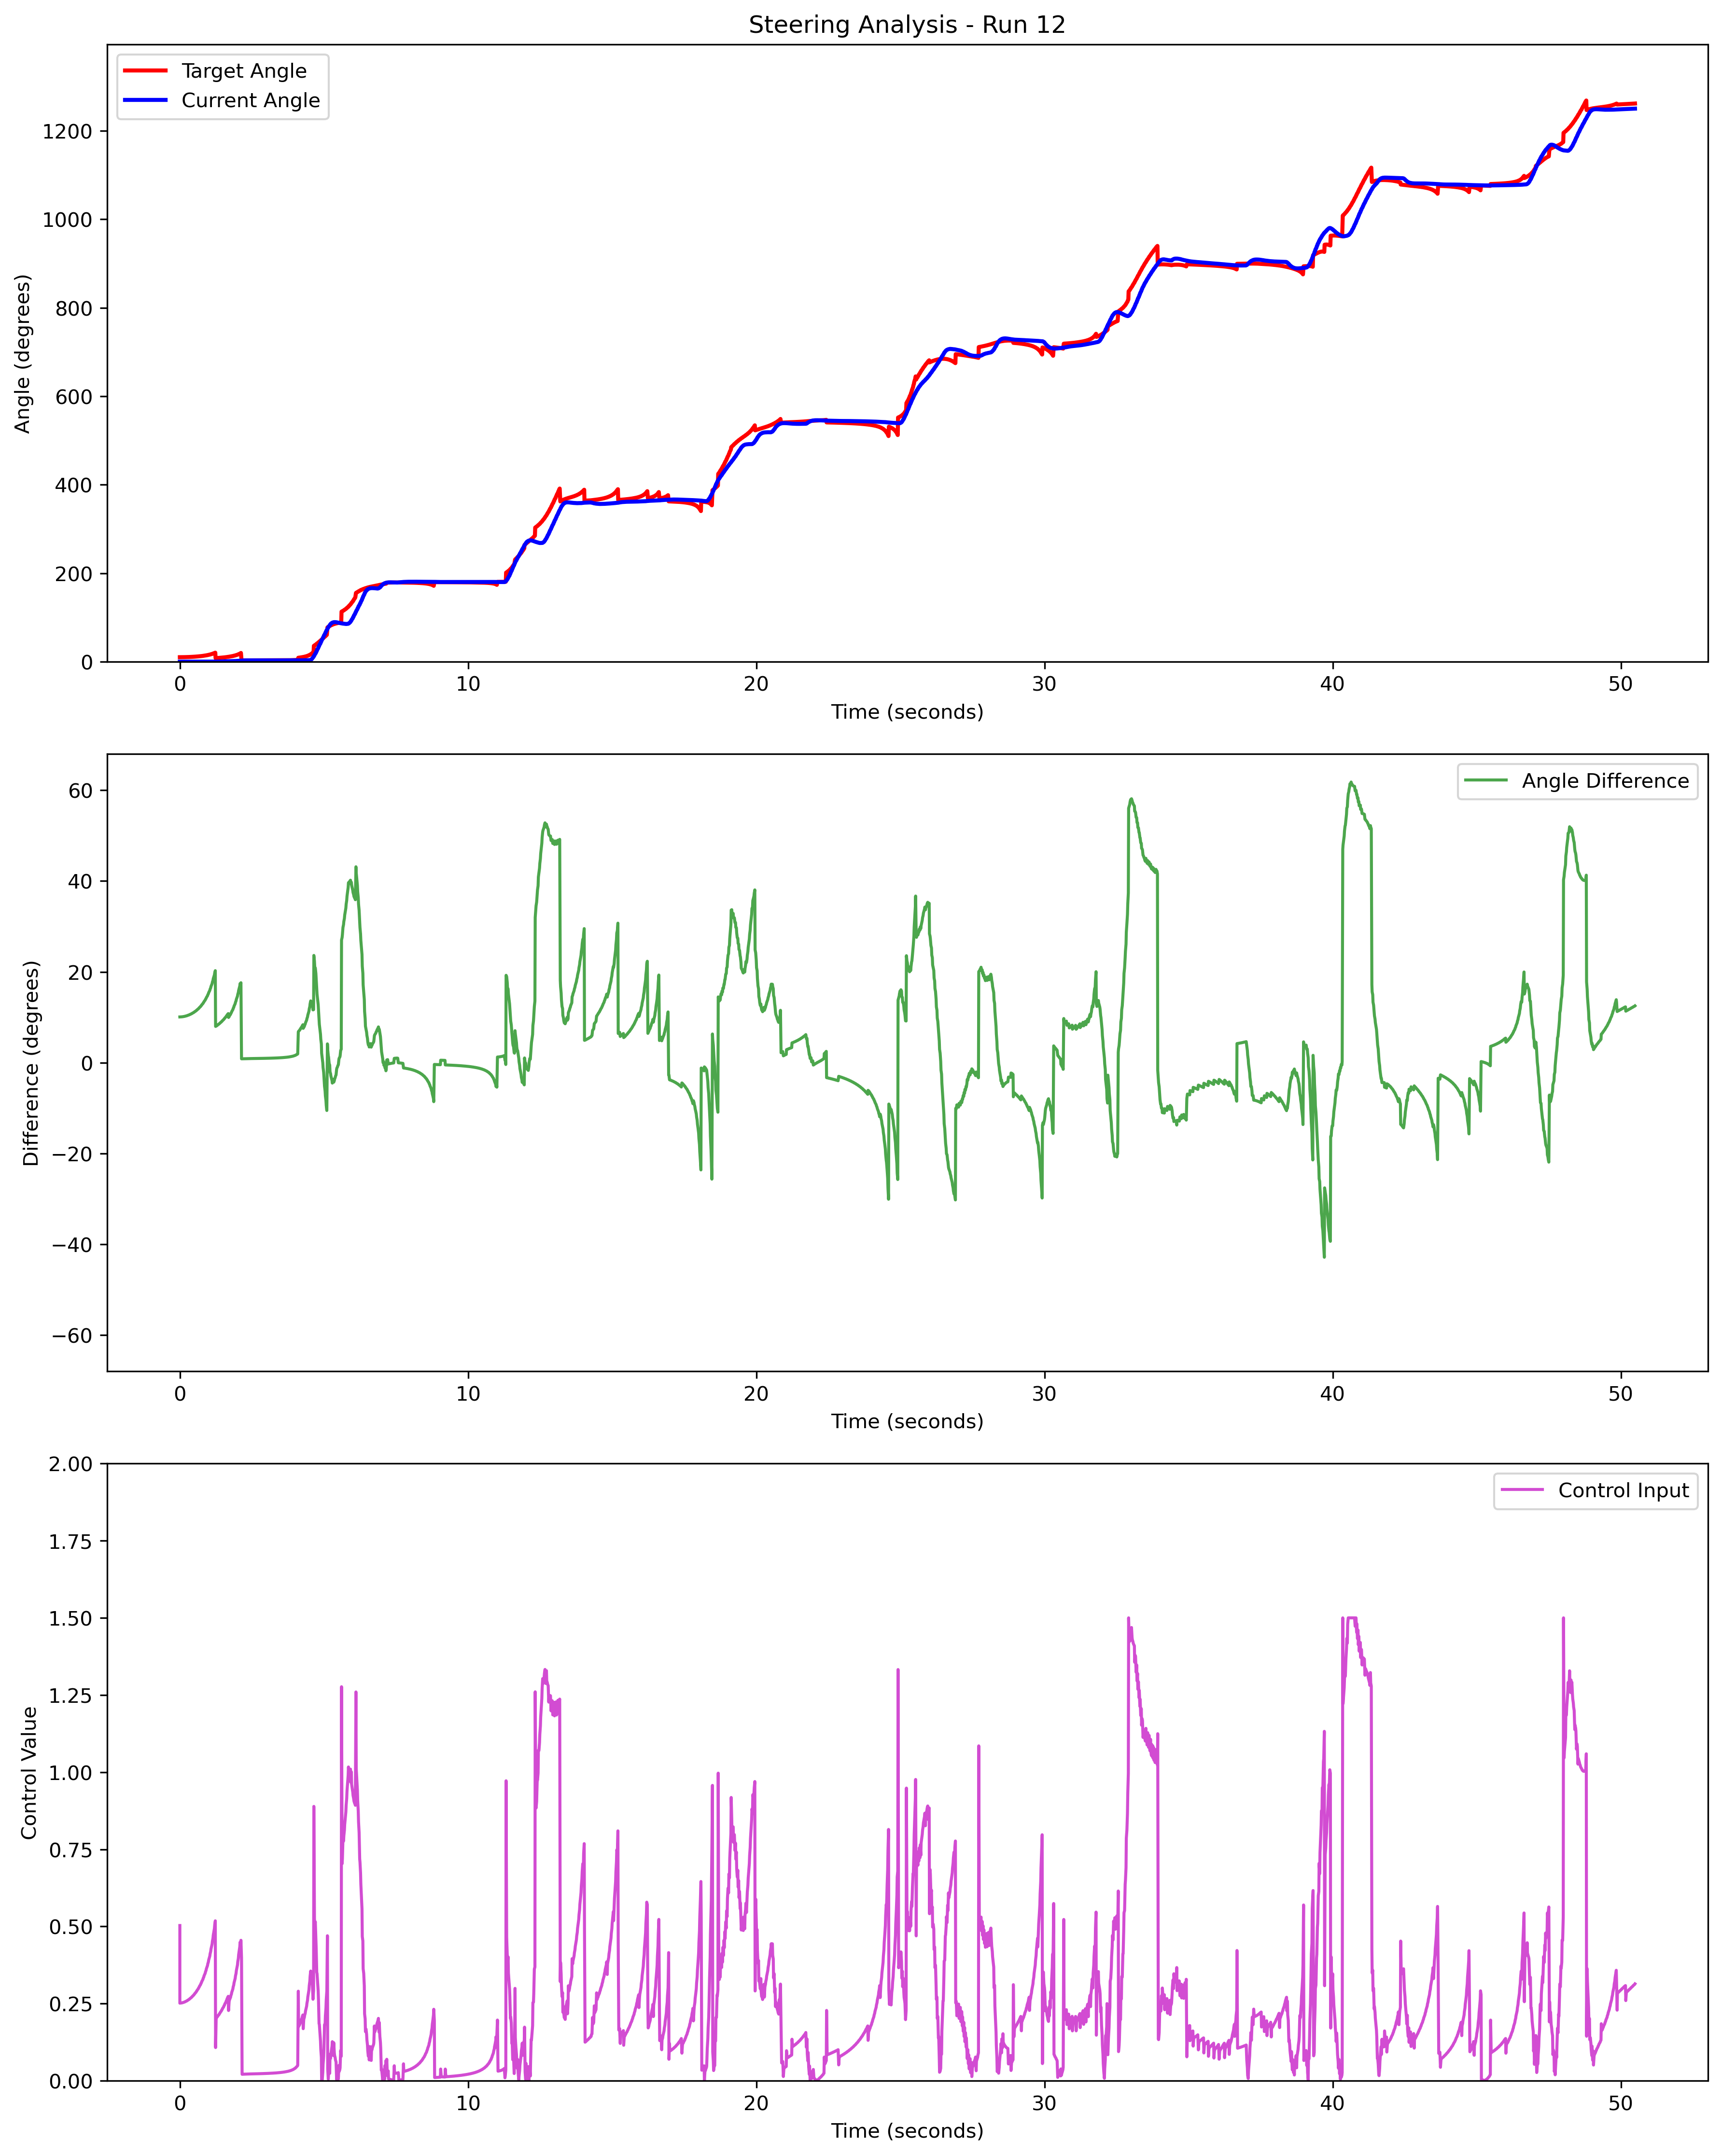 Steering Analysis - Run 12
Target Angle
Current Angle
Angle (degrees)
1200
1000
800
600
400
200
0
0 10 20 30 40 50
Time (seconds)
Angle Difference
Difference (degrees)
60
40
20
0
−20
−40
−60
0 10 20 30 40 50
Time (seconds)
Control Input
Control Value
2.00
1.75
1.50
1.25
1.00
0.75
0.50
0.25
0.00
0 10 20 30 40 50
Time (seconds)